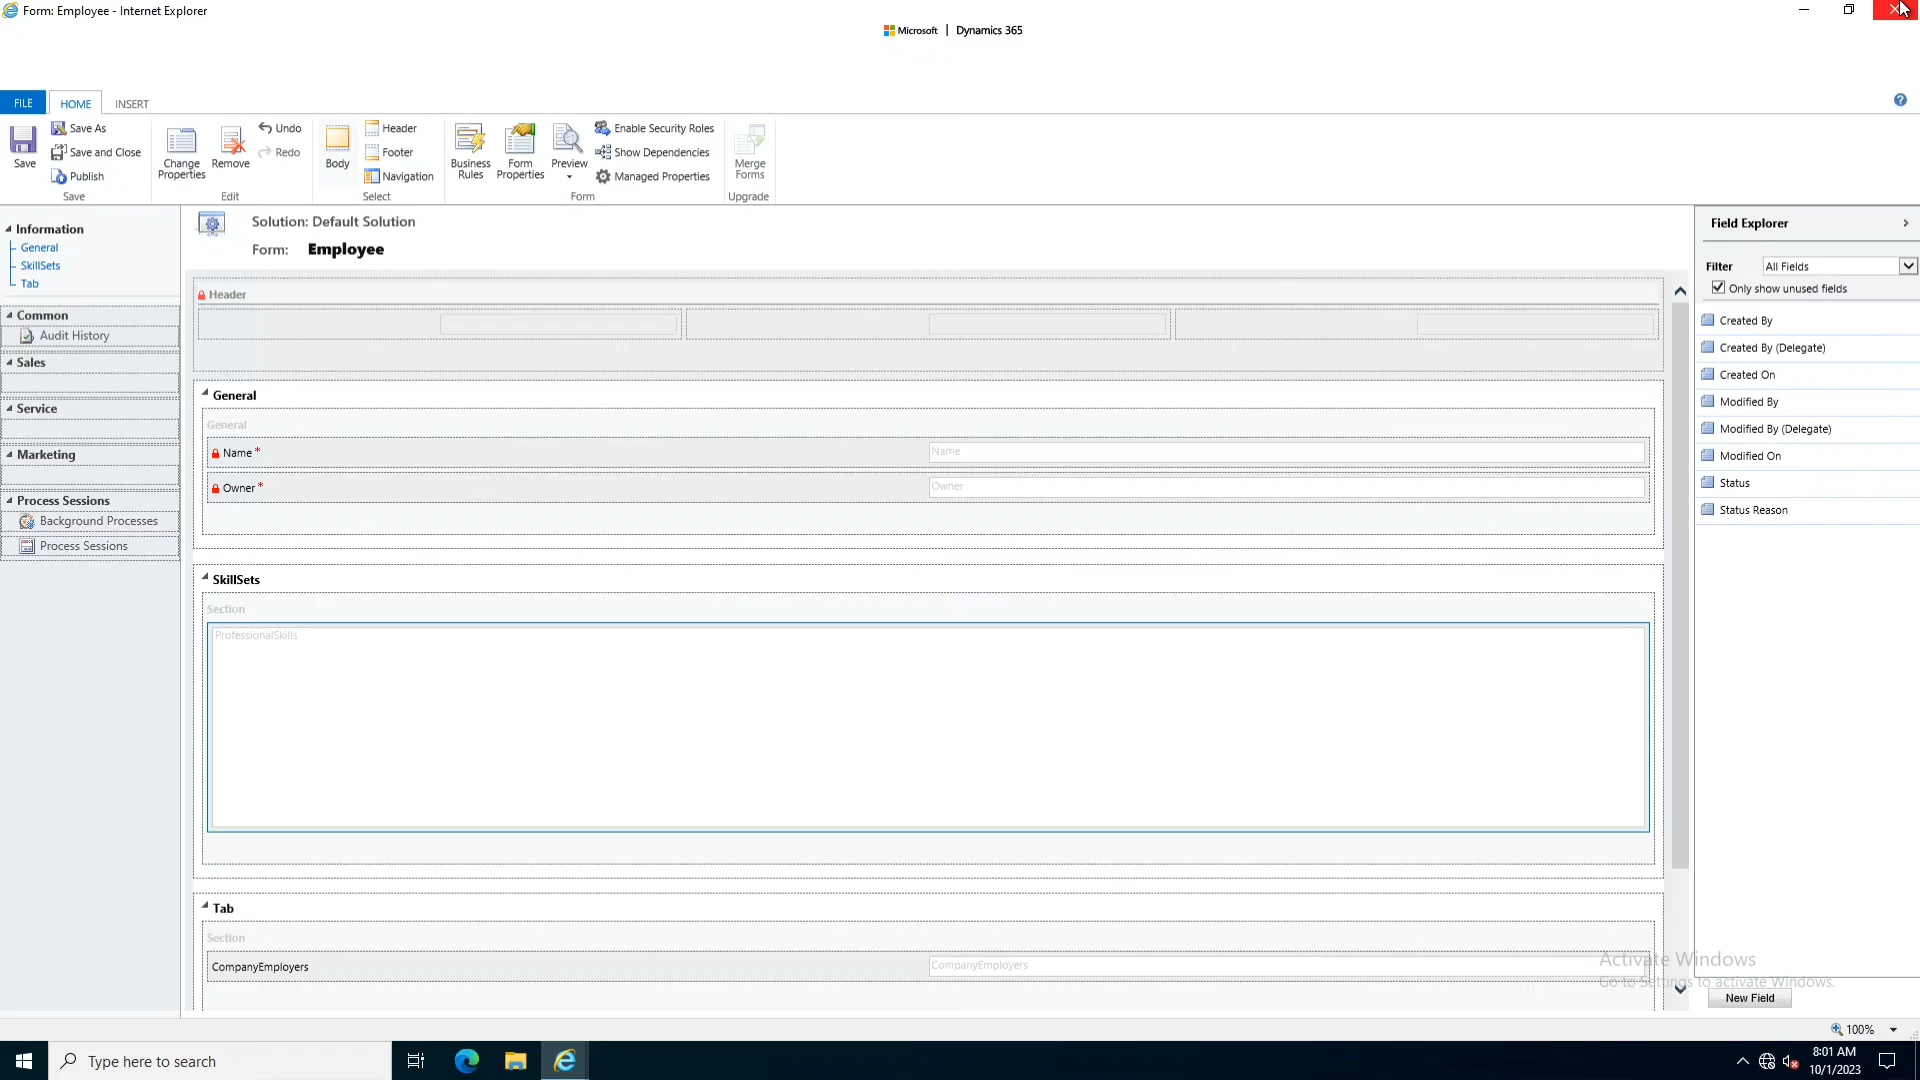 Form: Employee - Internet Explorer
Microsoft | Dynamics 365
FILE HOME INSERT
Save
Save As
Save and Close
Publish
Save
Change Properties
Remove
Undo
Redo
Edit
Body
Header
Footer
Navigation
Select
Business Rules
Form Properties
Preview
Enable Security Roles
Show Dependencies
Managed Properties
Form
Merge Forms
Upgrade
Information
General
SkillSets
Tab
Common
Audit History
Sales
Service
Marketing
Process Sessions
Background Processes
Process Sessions
Solution: Default Solution
Form: Employee
Header
General
General
Name * Name
Owner * Owner
SkillSets
Section
ProfessionalSkills
Tab
Section
CompanyEmployers CompanyEmployers
Field Explorer
Filter All Fields
Only show unused fields
Created By
Created By (Delegate)
Created On
Modified By
Modified By (Delegate)
Modified On
Status
Status Reason
Activate Windows
Go to Settings to activate Windows.
New Field
100%
Type here to search
8:01 AM
10/1/2023